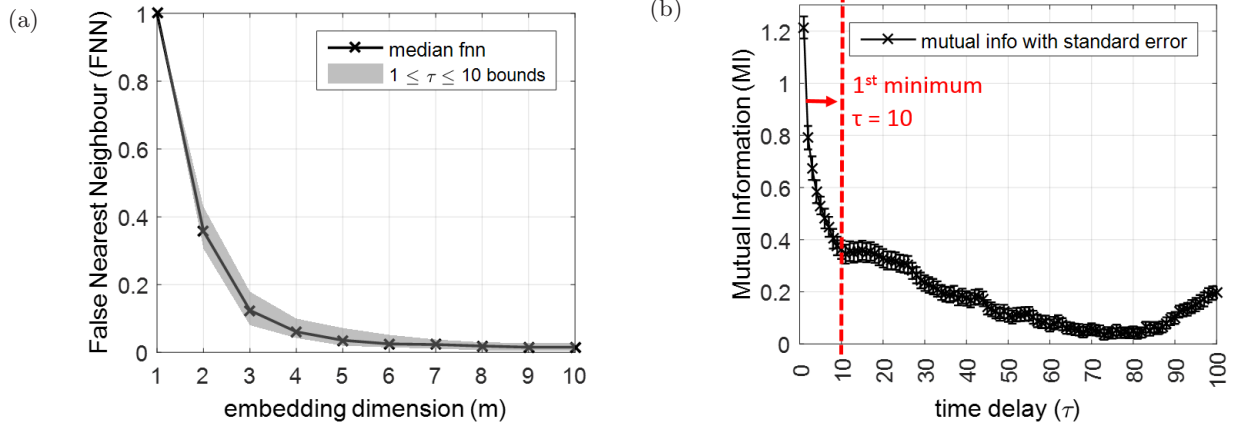 (a)
False Nearest Neighbour (FNN)
1
0.8
0.6
0.4
0.2
0
median fnn
1 ≤ τ ≤ 10 bounds
1 2 3 4 5 6 7 8 9 10
embedding dimension (m)
(b)
Mutual Information (MI)
1.2
1
0.8
0.6
0.4
0.2
0
mutual info with standard error
1st minimum
τ = 10
0 10 20 30 40 50 60 70 80 90 100
time delay (τ)